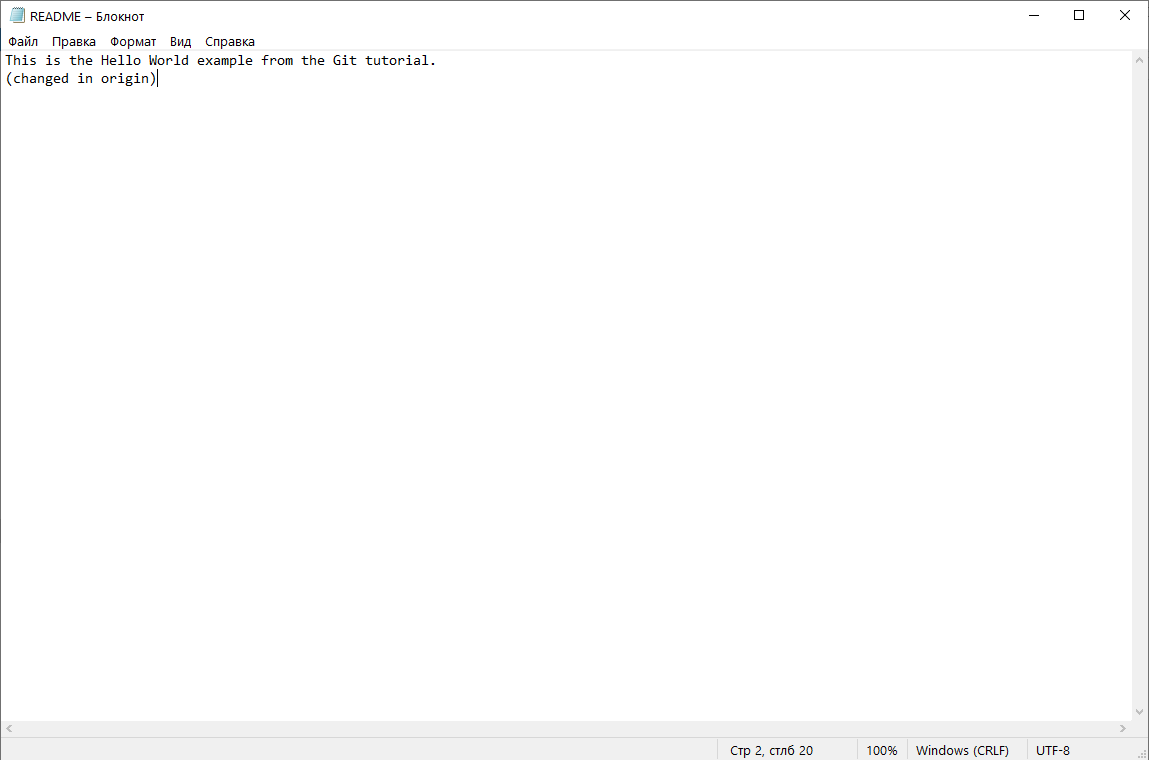 README – Блокнот
Файл Правка Формат Вид Справка
This is the Hello World example from the Git tutorial.
(changed in origin)
Стр 2, стлб 20 100% Windows (CRLF) UTF-8